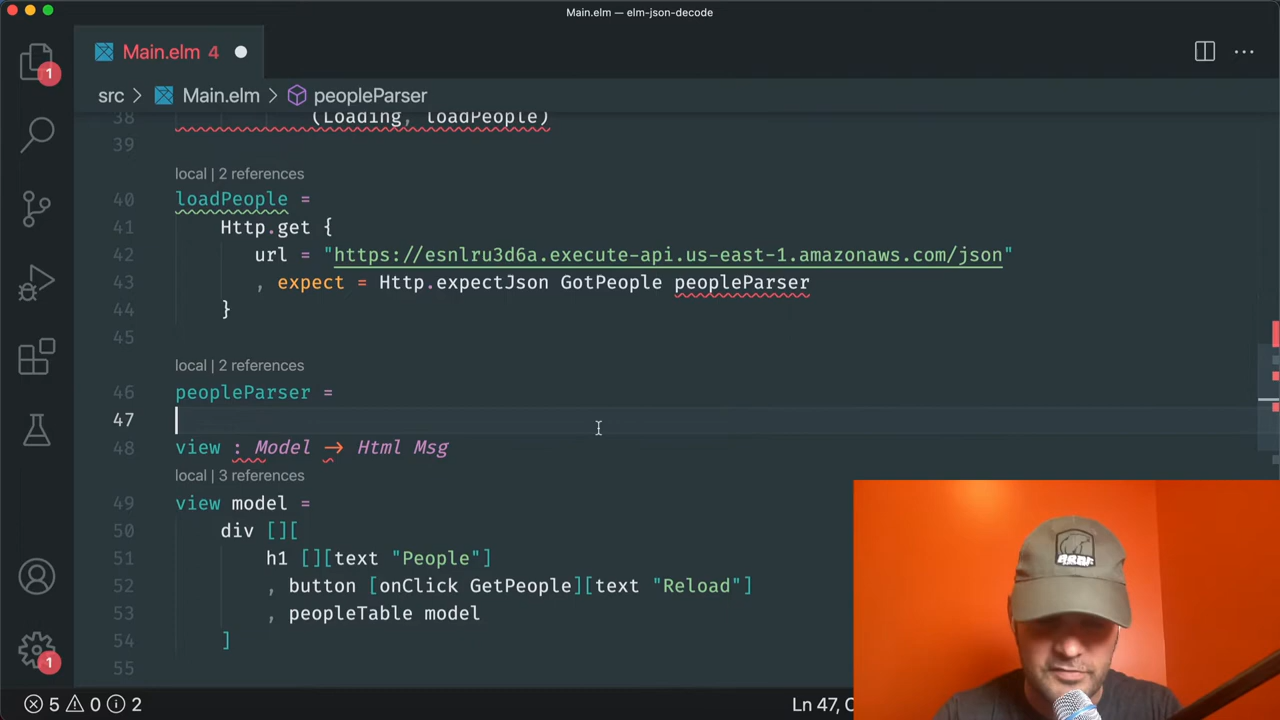 Main.elm — elm-json-decode
1
Main.elm 4
src > Main.elm > peopleParser
38 (Loading, loadPeople)
39
local | 2 references
40 loadPeople =
41 Http.get {
42 url = "https://esnlru3d6a.execute-api.us-east-1.amazonaws.com/json"
43 , expect = Http.expectJson GotPeople peopleParser
44 }
45
local | 2 references
46 peopleParser =
47
48 view : Model → Html Msg
local | 3 references
49 view model =
50 div [][
51 h1 [][text "People"]
52 , button [onClick GetPeople][text "Reload"]
53 , peopleTable model
54 ]
55
1
5 0 2
Ln 47, C